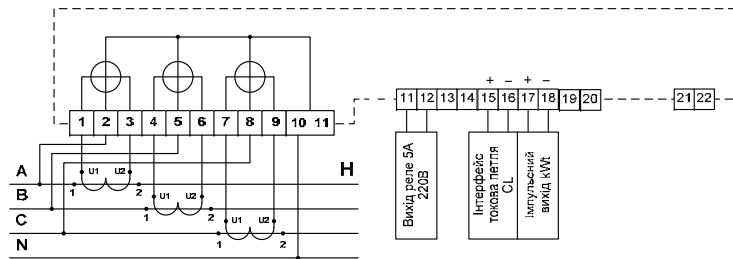 + − + −
1 2 3 4 5 6 7 8 9 10 11
11 12 13 14 15 16 17 18 19 20 21 22
Вихід реле 5А
220В
Інтерфейс
токова петля
CL
Імпульсний
вихід kWt
A U1 U2 H
1 2
B U1 U2
1 2
C U1 U2
1 2
N